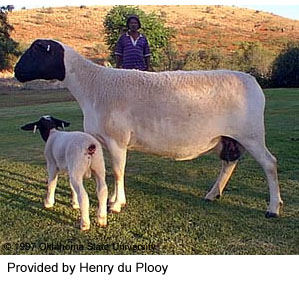 © 1997 Oklahoma State University
Provided by Henry du Plooy